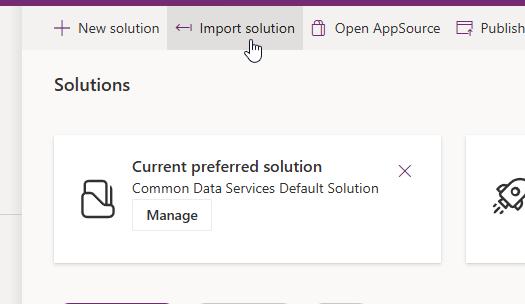 New solution
Import solution
Open AppSource
Publish
Solutions
Current preferred solution
Common Data Services Default Solution
Manage